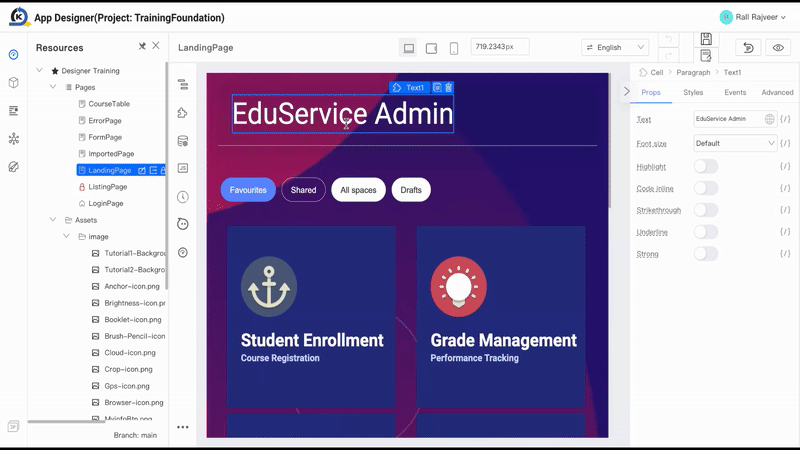 App Designer(Project: TrainingFoundation)
Rall Rajveer
Resources
LandingPage
719.2343px
English
Designer Training
Pages
CourseTable
ErrorPage
FormPage
ImportedPage
LandingPage
ListingPage
LoginPage
Assets
image
Tutorial1-Backgro
Tutorial2-Backgro
Anchor-icon.png
Brightness-icon.pr
Booklet-icon.png
Brush-Pencil-icon
Cloud-icon.png
Crop-icon.png
Gps-icon.png
Browser-icon.png
MyinfoBtn.png
Branch: main
Text1
EduService Admin
Favourites
Shared
All spaces
Drafts
Student Enrollment
Course Registration
Grade Management
Performance Tracking
Cell
Paragraph
Text1
Props
Styles
Events
Advanced
Text
EduService Admin
{/}
Font size
Default
{/}
Highlight
{/}
Code inline
{/}
Strikethrough
{/}
Underline
{/}
Strong
{/}